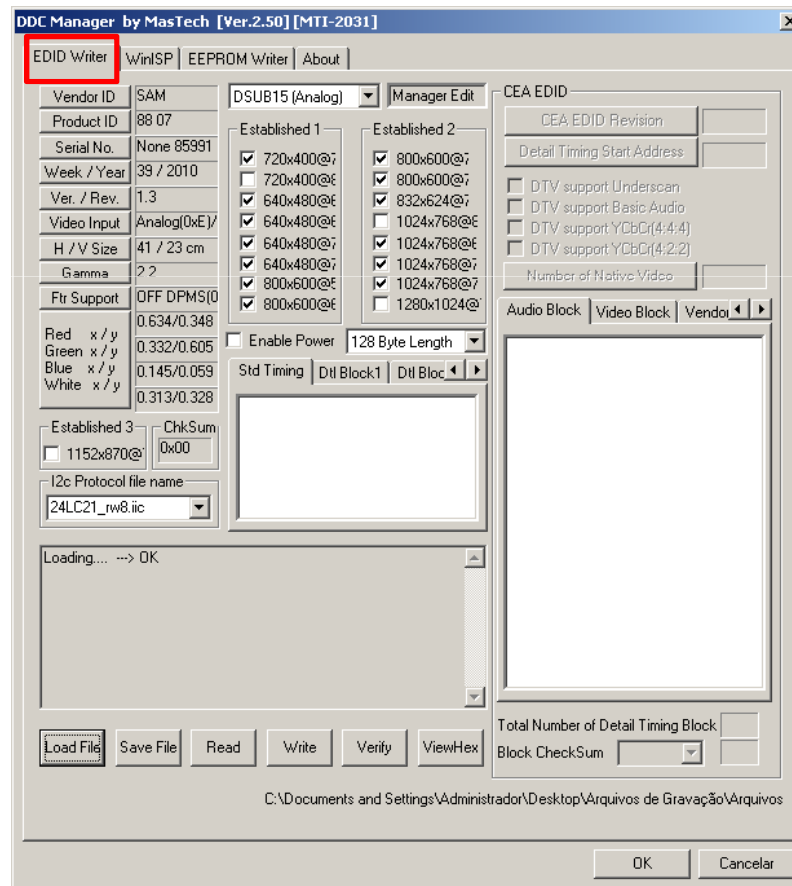 DDC Manager by MasTech [Ver.2.50] [MTI-2031]
EDID Writer WinISP EEPROM Writer About
Vendor ID SAM
Product ID 88 07
Serial No. None 85991
Week / Year 39 / 2010
Ver. / Rev. 1.3
Video Input Analog(0xE)/
H / V Size 41 / 23 cm
Gamma 2.2
Ftr Support OFF DPMS(0
Red x / y 0.634/0.348
Green x / y 0.332/0.605
Blue x / y 0.145/0.059
White x / y 0.313/0.328
Established 3
1152x870@
ChkSum
0x00
I2c Protocol file name
24LC21_rw8.iic
DSUB15 (Analog) Manager Edit
Established 1
720x400@7
720x400@8
640x480@6
640x480@6
640x480@7
640x480@7
800x600@5
800x600@6
Established 2
800x600@7
800x600@7
832x624@7
1024x768@8
1024x768@6
1024x768@7
1024x768@7
1280x1024@
Enable Power 128 Byte Length
Std Timing Dtl Block1 Dtl Bloc
CEA EDID
CEA EDID Revision
Detail Timing Start Address
DTV support Underscan
DTV support Basic Audio
DTV support YCbCr(4:4:4)
DTV support YCbCr(4:2:2)
Number of Native Video
Audio Block Video Block Vendor
Loading.... ---> OK
Load File Save File Read Write Verify ViewHex
Total Number of Detail Timing Block
Block CheckSum
C:\Documents and Settings\Administrador\Desktop\Arquivos de Gravação\Arquivos
OK Cancelar